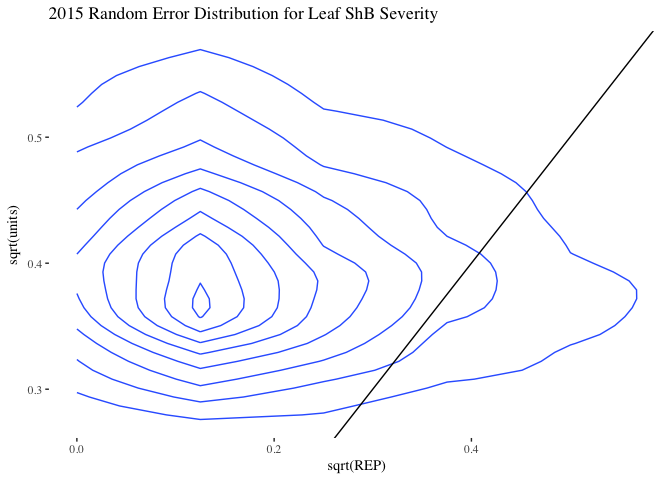 2015 Random Error Distribution for Leaf ShB Severity
0.5
0.4
0.3
sqrt(units)
0.0 0.2 0.4
sqrt(REP)